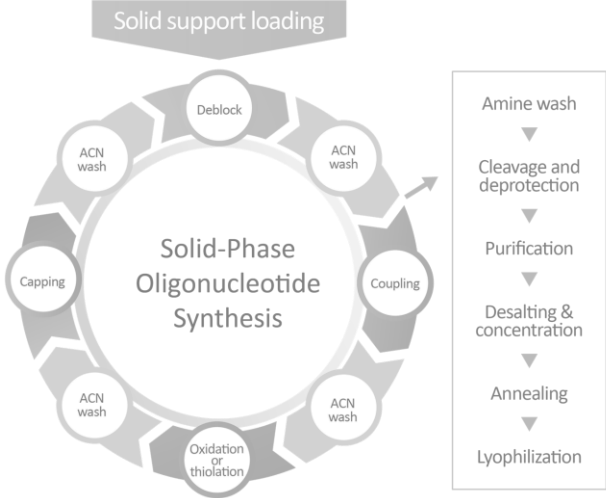 Solid support loading
Deblock
ACN
wash
Coupling
ACN
wash
Oxidation
or
thiolation
ACN
wash
Capping
ACN
wash
Solid-Phase
Oligonucleotide
Synthesis
Amine wash
Cleavage and
deprotection
Purification
Desalting &
concentration
Annealing
Lyophilization